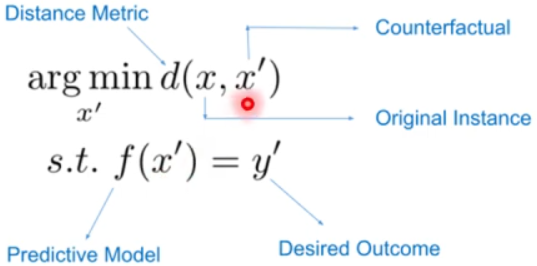 Distance Metric
Counterfactual
arg min d(x, x′)
x′
Original Instance
s.t. f(x′) = y′
Predictive Model
Desired Outcome